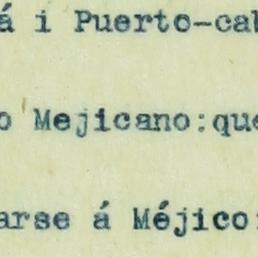 á i Puerto-cab
o Mejicano:que
arse á Méjico: